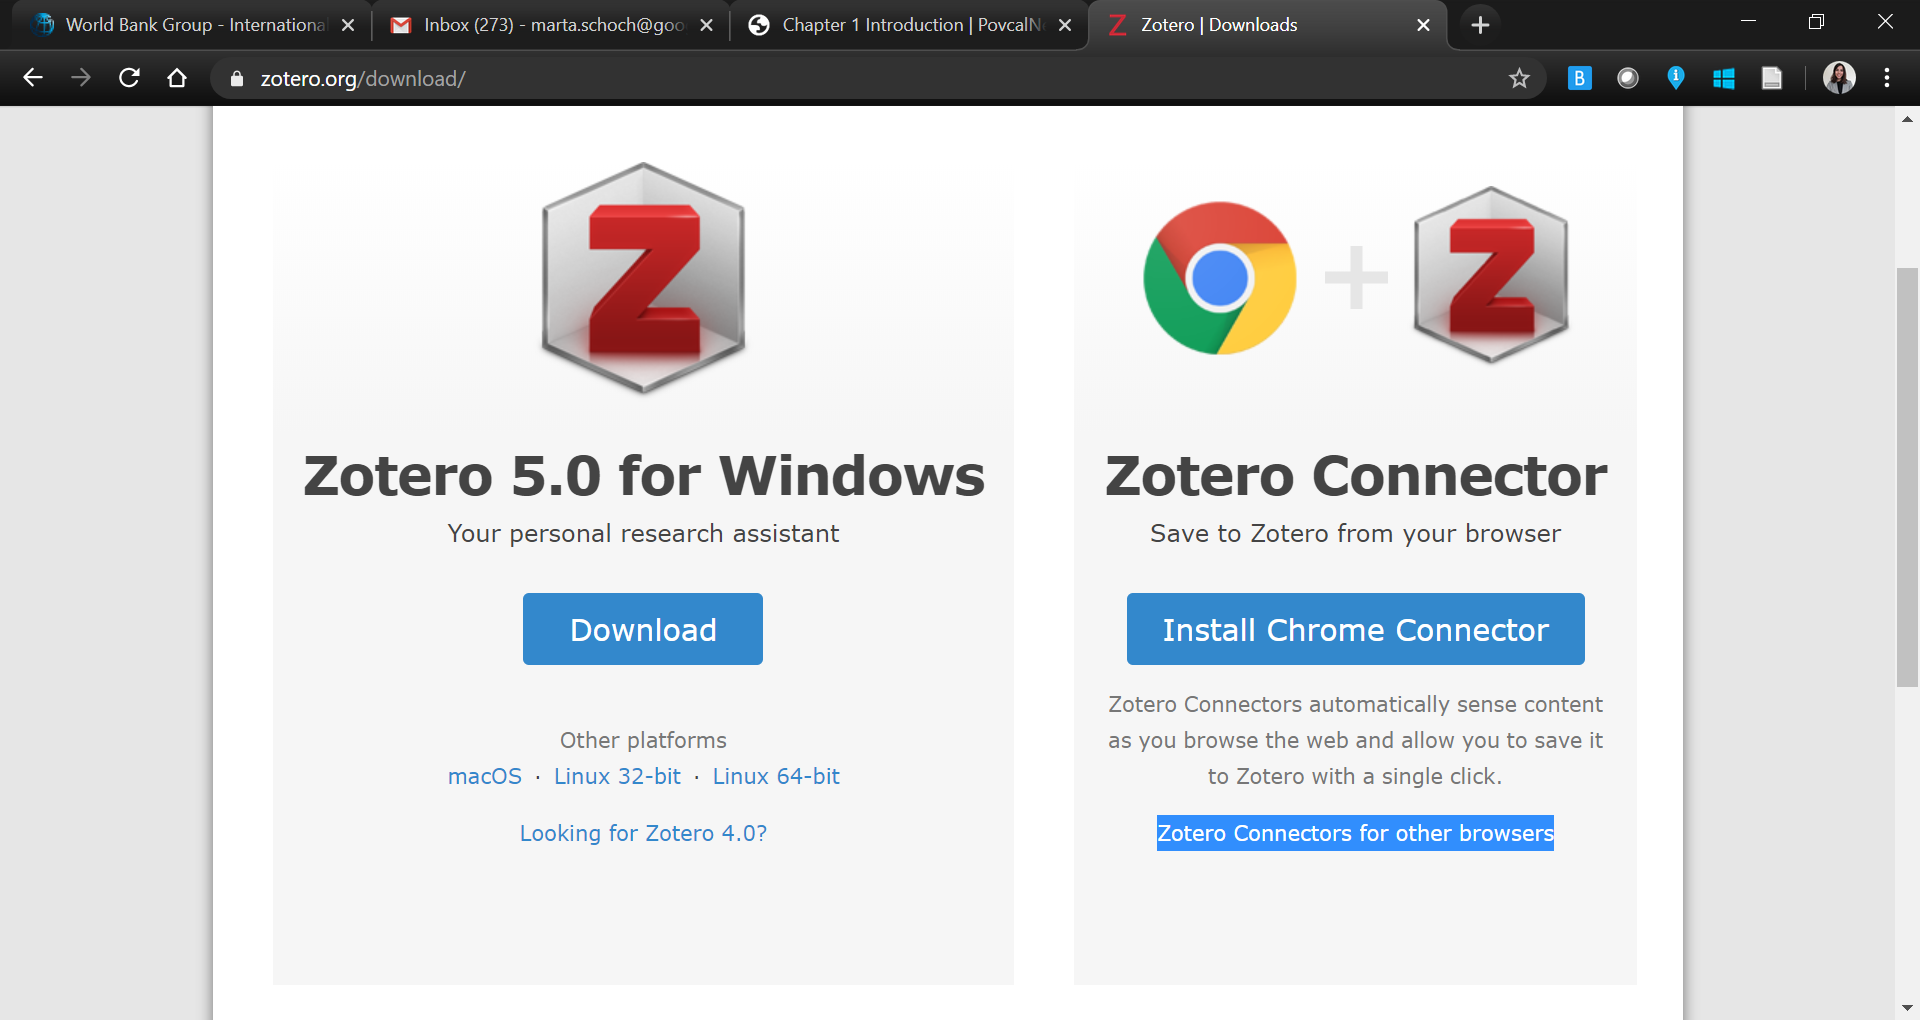 World Bank Group - International
Inbox (273) - marta.schoch@goo
Chapter 1 Introduction | PovcalN
Zotero | Downloads
zotero.org/download/
B
Z
Z
Zotero 5.0 for Windows
Your personal research assistant
Download
Other platforms
macOS · Linux 32-bit · Linux 64-bit
Looking for Zotero 4.0?
Zotero Connector
Save to Zotero from your browser
Install Chrome Connector
Zotero Connectors automatically sense content
as you browse the web and allow you to save it
to Zotero with a single click.
Zotero Connectors for other browsers